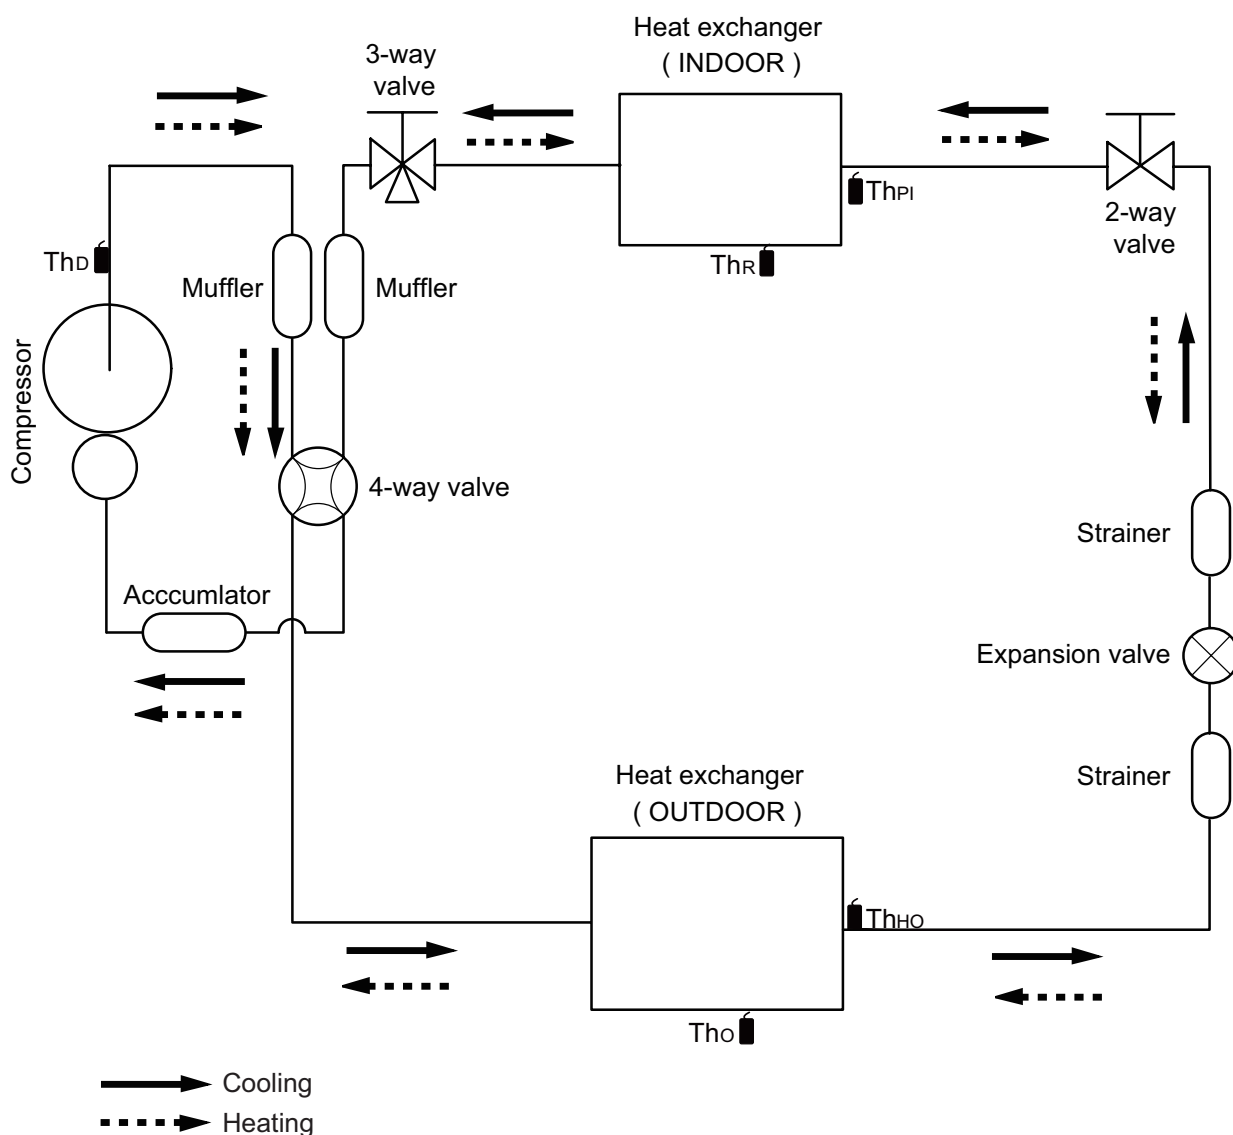 Heat exchanger
( INDOOR )
3-way
valve
ThPI
2-way
valve
ThD
ThR
Muffler
Muffler
Compressor
4-way valve
Strainer
Acccumlator
Expansion valve
Heat exchanger
( OUTDOOR )
Strainer
ThHO
ThO
Cooling
Heating